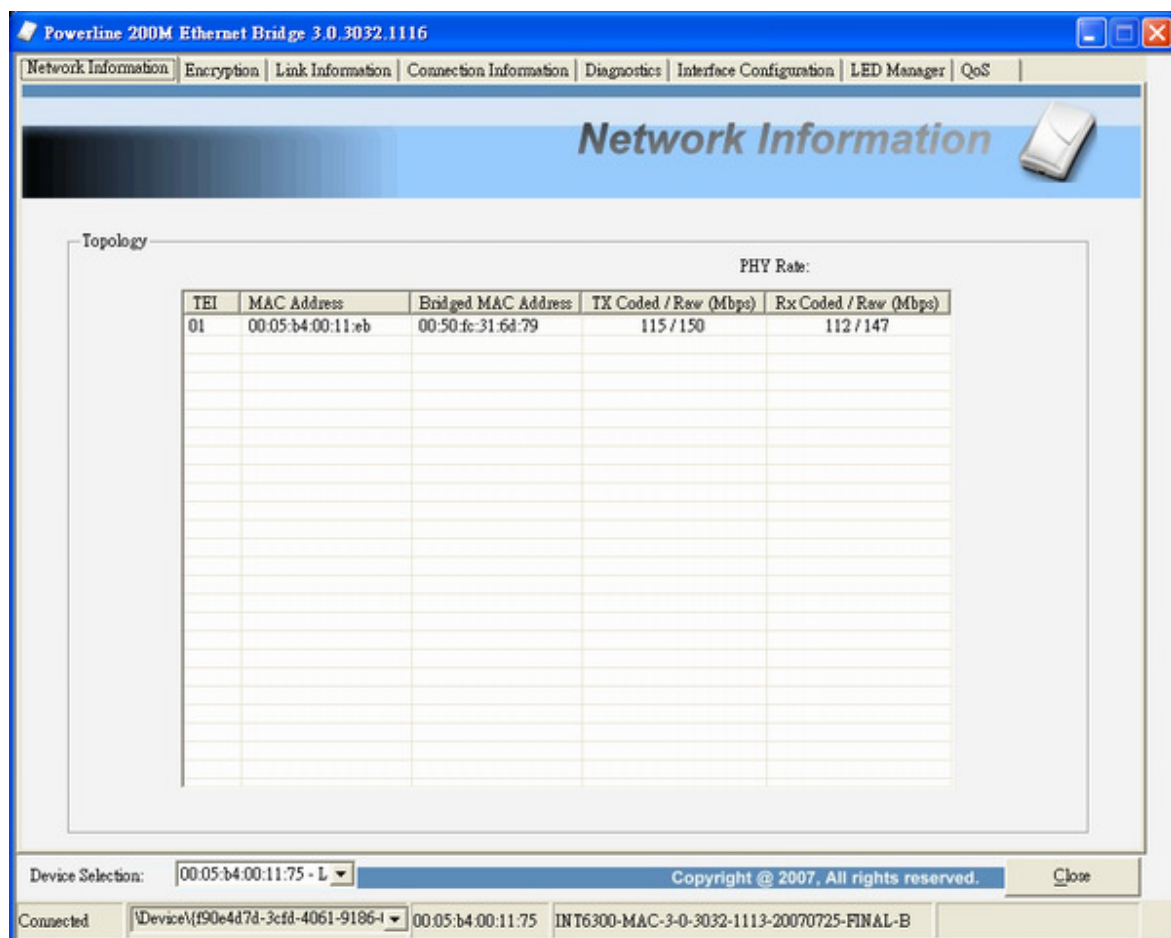 Powerline 200M Ethernet Bridge 3.0.3032.1116
Network Information Encryption Link Information Connection Information Diagnostics Interface Configuration LED Manager QoS
Network Information
Topology
PHY Rate:
TEI MAC Address Bridged MAC Address TX Coded / Raw (Mbps) Rx Coded / Raw (Mbps)
01 00:05:b4:00:11:eb 00:50:fc:31:6d:79 115 / 150 112 / 147
Device Selection: 00:05:b4:00:11:75 - L Copyright @ 2007, All rights reserved. Close
Connected \Device\{f90e4d7d-3cfd-4061-9186- 00:05:b4:00:11:75 INT6300-MAC-3-0-3032-1113-20070725-FINAL-B